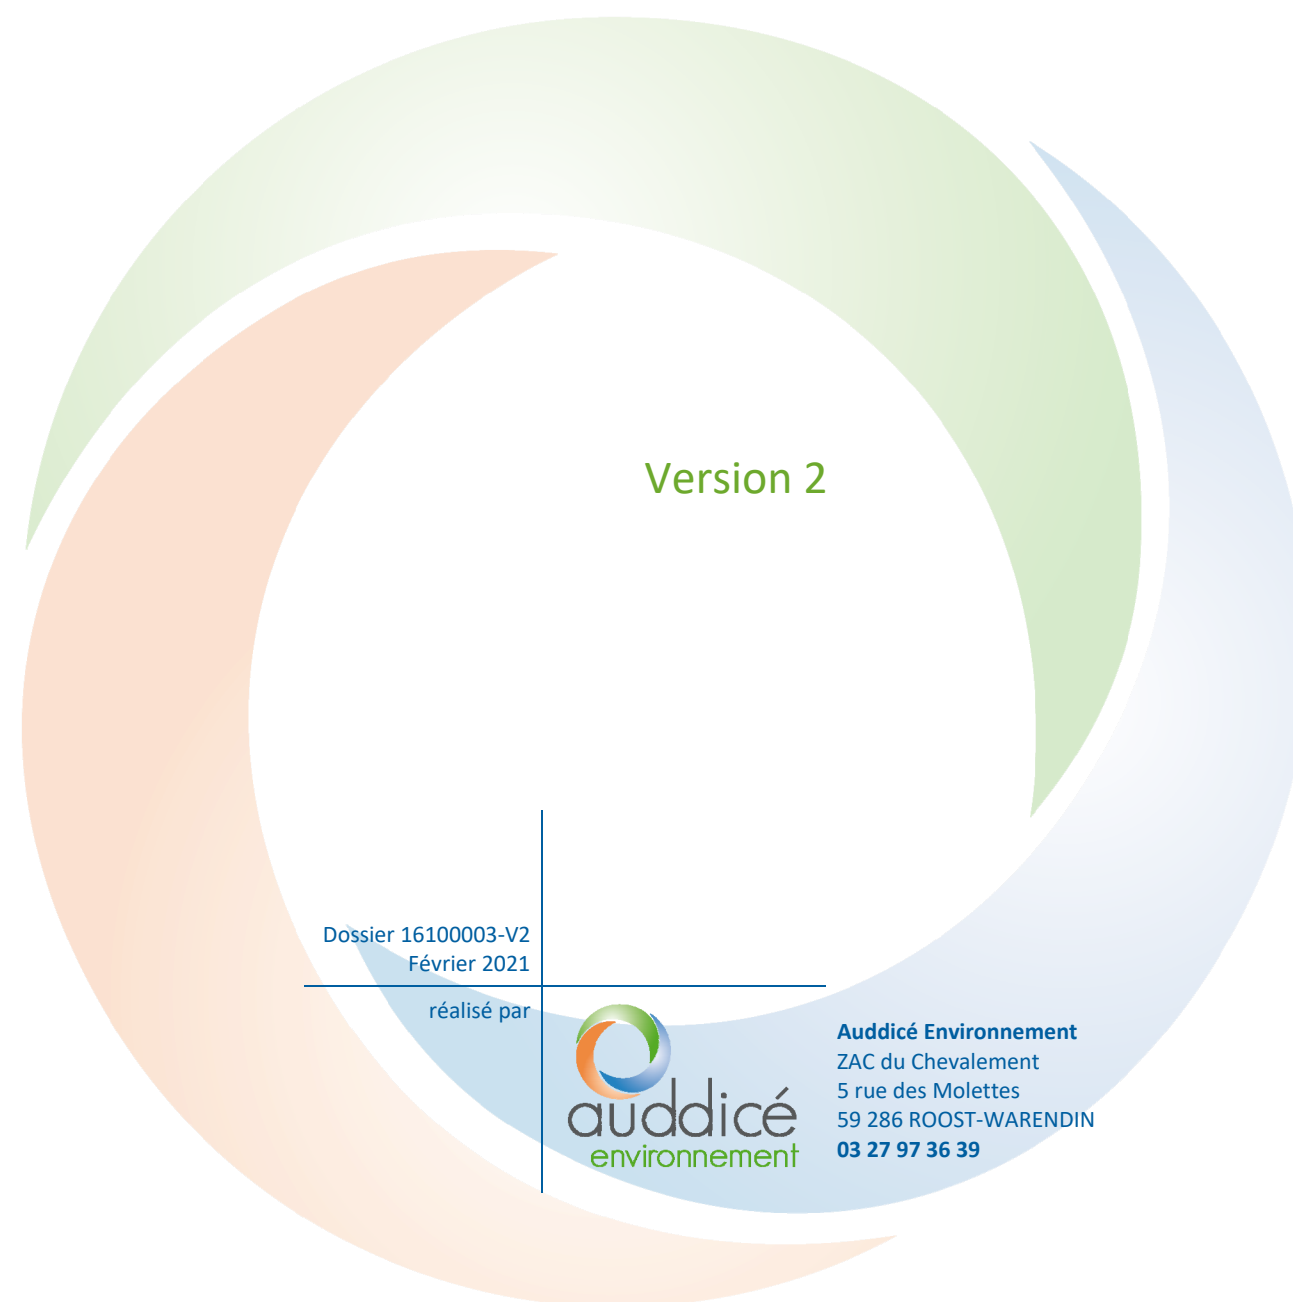 Version 2
Dossier 16100003-V2
Février 2021
réalisé par
auddicé
environnement
Auddicé Environnement
ZAC du Chevalement
5 rue des Molettes
59 286 ROOST-WARENDIN
03 27 97 36 39